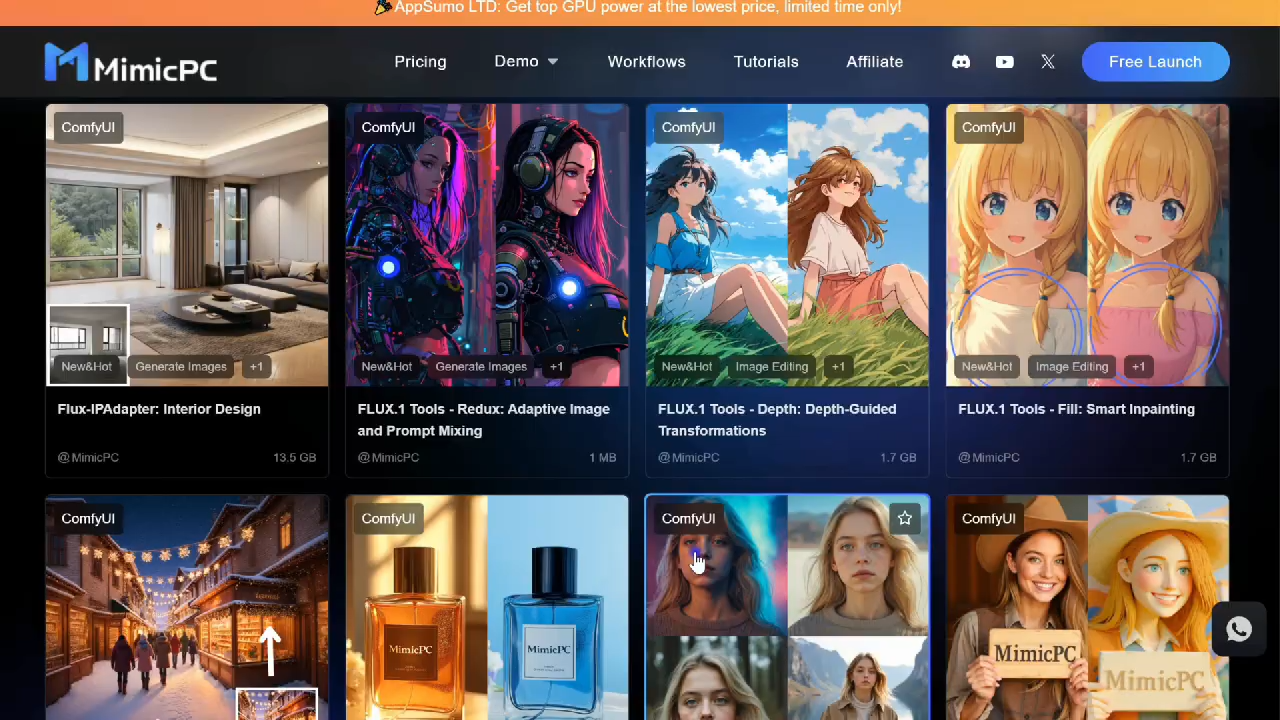 🎉AppSumo LTD: Get top GPU power at the lowest price, limited time only!
MimicPC
Pricing
Demo
Workflows
Tutorials
Affiliate
Free Launch
ComfyUI
ComfyUI
ComfyUI
ComfyUI
New&Hot Generate Images +1
New&Hot Generate Images +1
New&Hot Image Editing +1
New&Hot Image Editing +1
Flux-IPAdapter: Interior Design
@MimicPC 13.5 GB
FLUX.1 Tools - Redux: Adaptive Image
and Prompt Mixing
@MimicPC 1 MB
FLUX.1 Tools - Depth: Depth-Guided
Transformations
@MimicPC 1.7 GB
FLUX.1 Tools - Fill: Smart Inpainting
@MimicPC 1.7 GB
ComfyUI
ComfyUI
MimicPC
MimicPC
ComfyUI
ComfyUI
MimicPC
MimicPC